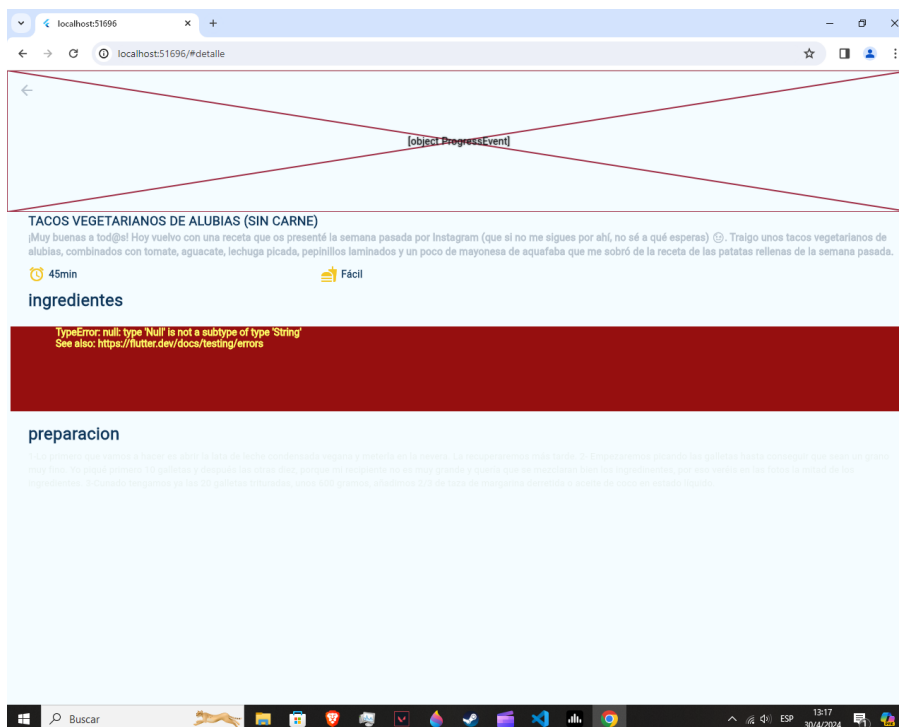 localhost:51696
localhost:51696/#detalle
[object ProgressEvent]
TACOS VEGETARIANOS DE ALUBIAS (SIN CARNE)
¡Muy buenas a tod@s! Hoy vuelvo con una receta que os presenté la semana pasada por Instagram (que si no me sigues por ahí, no sé a qué esperas) 😉. Traigo unos tacos vegetarianos de
alubias, combinados con tomate, aguacate, lechuga picada, pepinillos laminados y un poco de mayonesa de aquafaba que me sobró de la receta de las patatas rellenas de la semana pasada.
45min
Fácil
ingredientes
TypeError: null: type 'Null' is not a subtype of type 'String'
See also: https://flutter.dev/docs/testing/errors
preparacion
Buscar
ESP
13:17
30/4/2024